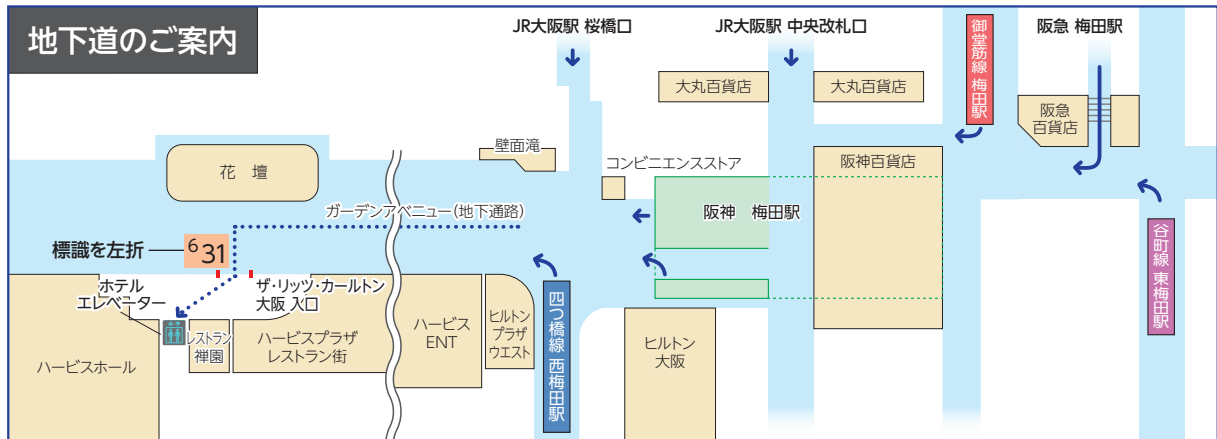 地下道のご案内
JR大阪駅 桜橋口
JR大阪駅 中央改札口
御堂筋線 梅田駅
阪急 梅田駅
大丸百貨店
大丸百貨店
阪急
百貨店
壁面滝
コンビニエンスストア
阪神百貨店
花 壇
ガーデンアベニュー(地下通路)
阪神 梅田駅
谷町線 東梅田駅
標識を左折
6 31
ホテル
エレベーター
ザ・リッツ・カールトン
大阪 入口
四つ橋線 西梅田駅
レストラン
禅園
ハービスプラザ
レストラン街
ハービス
ENT
ヒルトン
プラザ
ウエスト
ヒルトン
大阪
ハービスホール